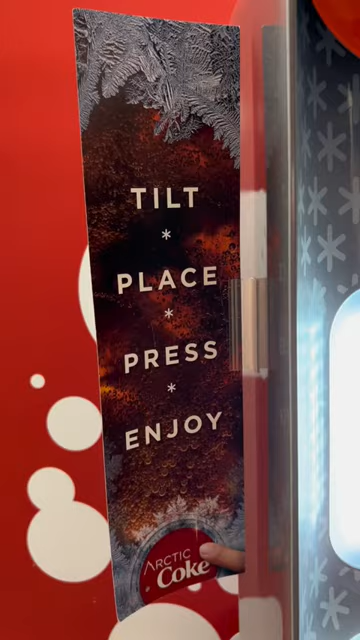 TILT
*
PLACE
*
PRESS
*
ENJOY
ARCTIC
Coke